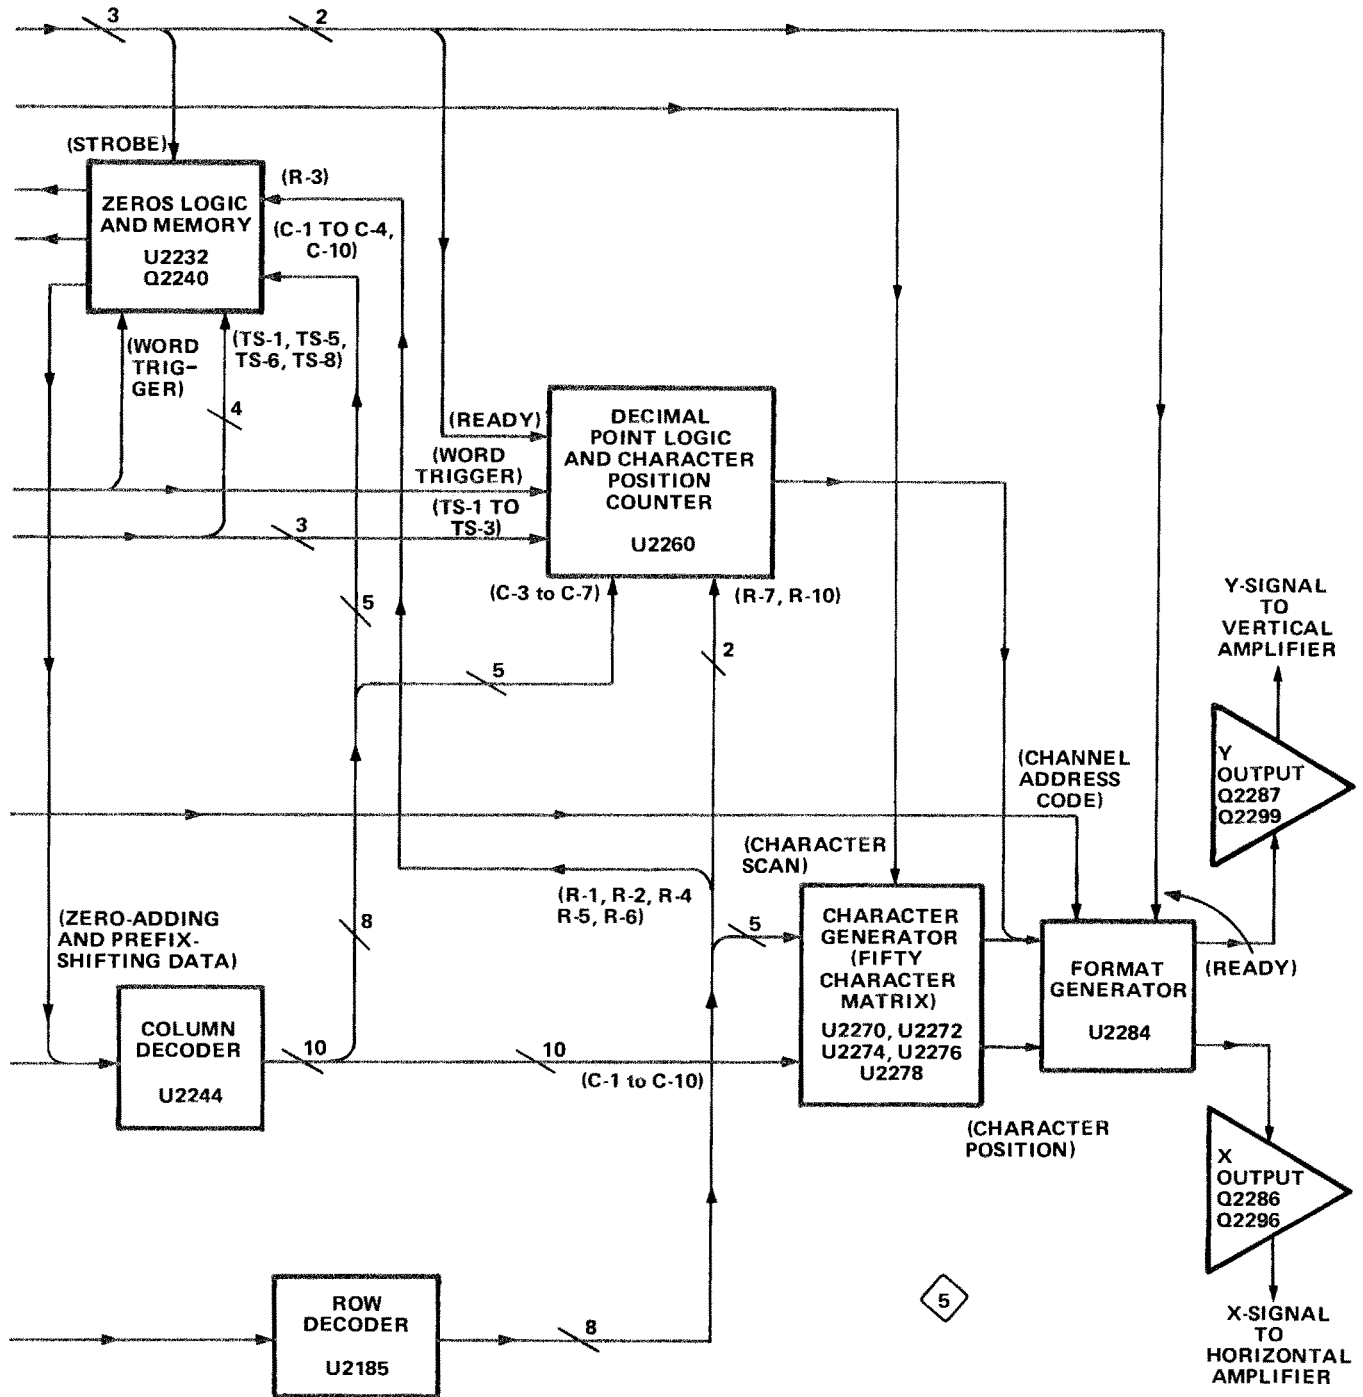 3
2
(STROBE)
ZEROS LOGIC
AND MEMORY
U2232
Q2240
(R-3)
(C-1 TO C-4,
C-10)
(WORD
TRIG-
GER)
(TS-1, TS-5,
TS-6, TS-8)
4
(READY)
(WORD
TRIGGER)
(TS-1 TO
TS-3)
3
DECIMAL
POINT LOGIC
AND CHARACTER
POSITION
COUNTER
U2260
(C-3 to C-7)
(R-7, R-10)
5
5
2
Y-SIGNAL
TO
VERTICAL
AMPLIFIER
Y
OUTPUT
Q2287
Q2299
(CHANNEL
ADDRESS
CODE)
(CHARACTER
SCAN)
(R-1, R-2, R-4
R-5, R-6)
8
5
(ZERO-ADDING
AND PREFIX-
SHIFTING DATA)
COLUMN
DECODER
U2244
10
10
(C-1 to C-10)
CHARACTER
GENERATOR
(FIFTY
CHARACTER
MATRIX)
U2270, U2272
U2274, U2276
U2278
FORMAT
GENERATOR
U2284
(READY)
(CHARACTER
POSITION)
X
OUTPUT
Q2286
Q2296
ROW
DECODER
U2185
8
5
X-SIGNAL
TO
HORIZONTAL
AMPLIFIER